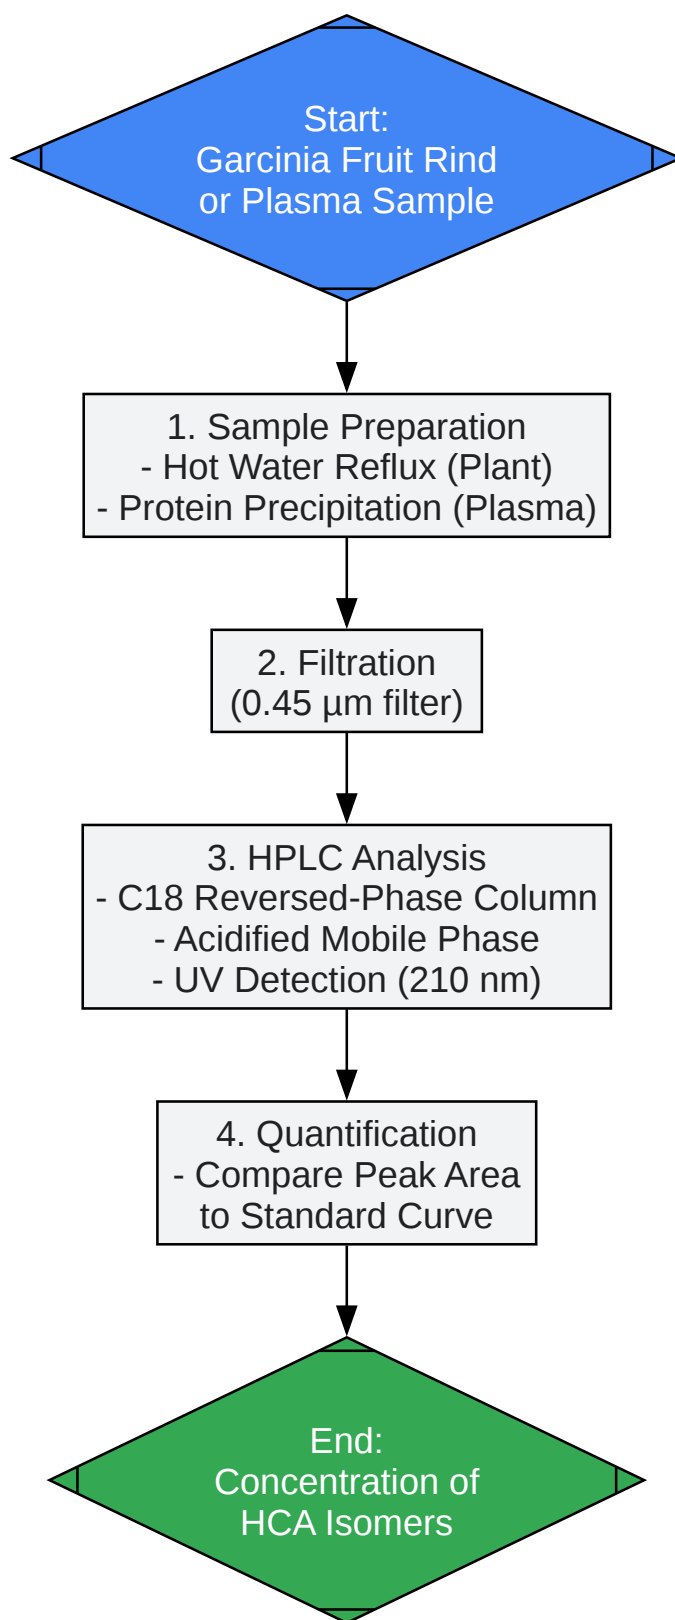 Start:
Garcinia Fruit Rind
or Plasma Sample
1. Sample Preparation
- Hot Water Reflux (Plant)
- Protein Precipitation (Plasma)
2. Filtration
(0.45 µm filter)
3. HPLC Analysis
- C18 Reversed-Phase Column
- Acidified Mobile Phase
- UV Detection (210 nm)
4. Quantification
- Compare Peak Area
to Standard Curve
End:
Concentration of
HCA Isomers